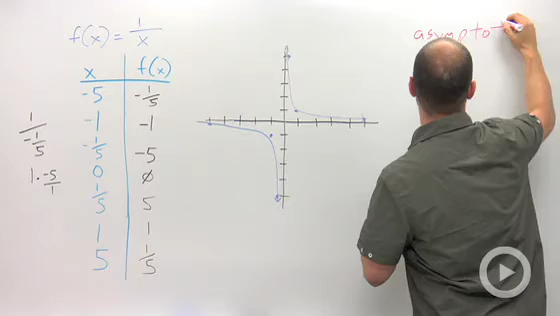 f(x) = 1/x
asymptot
x f(x)
-5 -1/5
-1 -1
-1/5 -5
0 ∅
1/5 5
1 1
5 1/5
1/-1/5
1 · -5/1